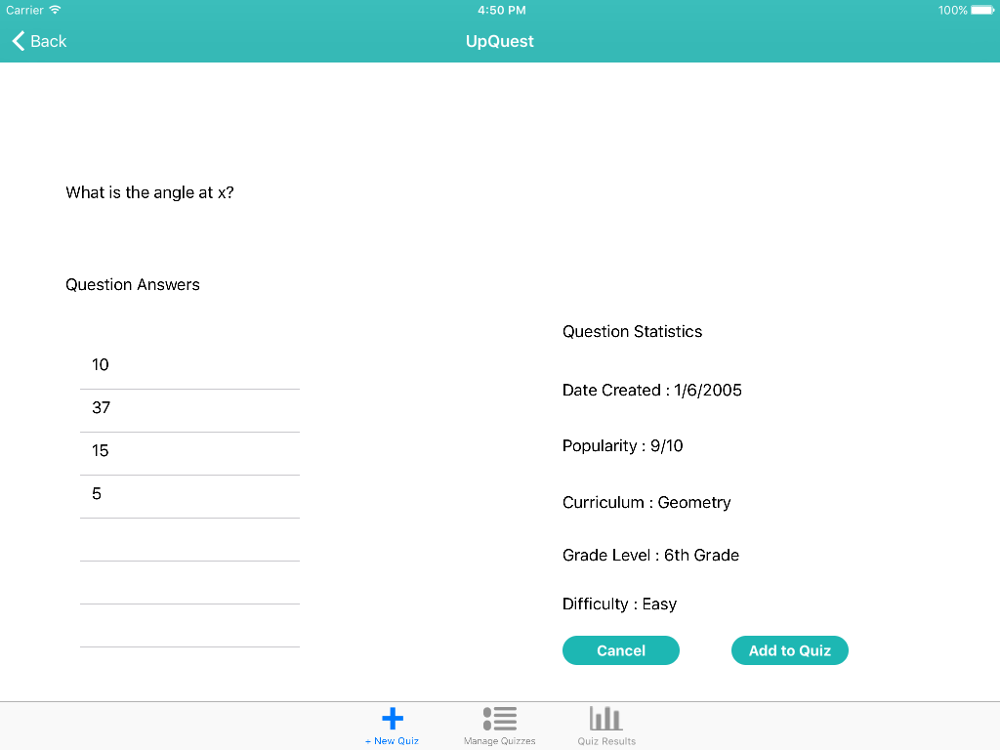 Carrier 4:50 PM 100%
Back UpQuest
What is the angle at x?
Question Answers
10
37
15
5
Question Statistics
Date Created : 1/6/2005
Popularity : 9/10
Curriculum : Geometry
Grade Level : 6th Grade
Difficulty : Easy
Cancel Add to Quiz
+ New Quiz Manage Quizzes Quiz Results